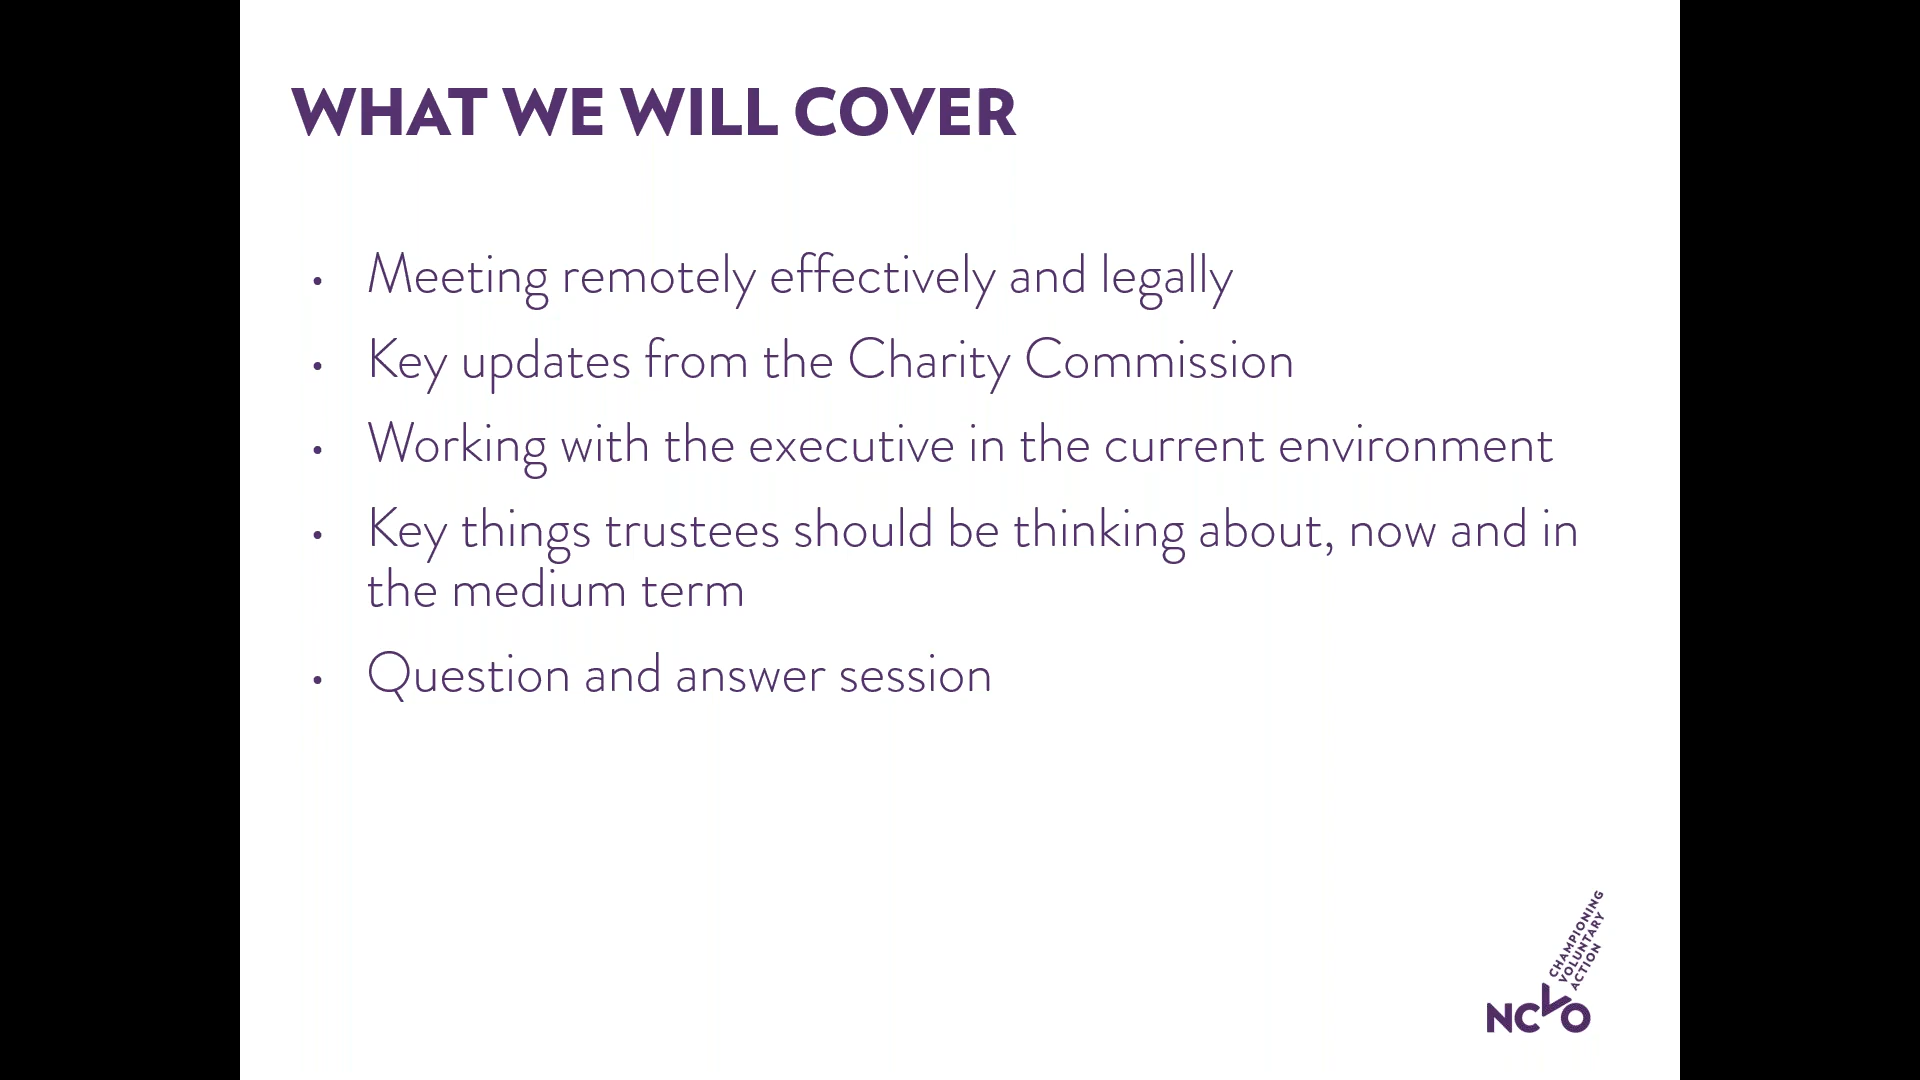 WHAT WE WILL COVER
• Meeting remotely effectively and legally
• Key updates from the Charity Commission
• Working with the executive in the current environment
• Key things trustees should be thinking about, now and in
the medium term
• Question and answer session
CHAMPIONING
VOLUNTARY
ACTION
NCVO